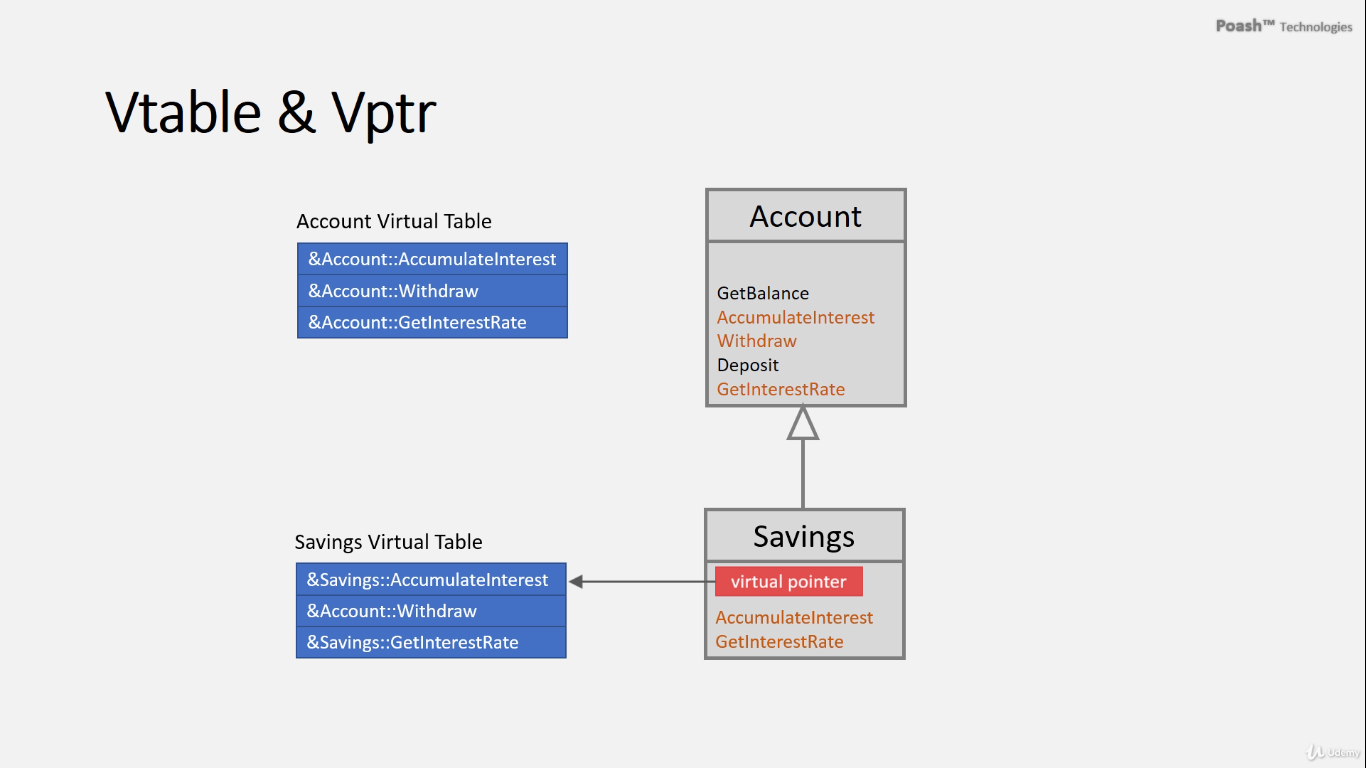 Poash™ Technologies
Vtable & Vptr
Account Virtual Table
&Account::AccumulateInterest
&Account::Withdraw
&Account::GetInterestRate
Account
GetBalance
AccumulateInterest
Withdraw
Deposit
GetInterestRate
Savings Virtual Table
&Savings::AccumulateInterest
&Account::Withdraw
&Savings::GetInterestRate
Savings
virtual pointer
AccumulateInterest
GetInterestRate
Udemy